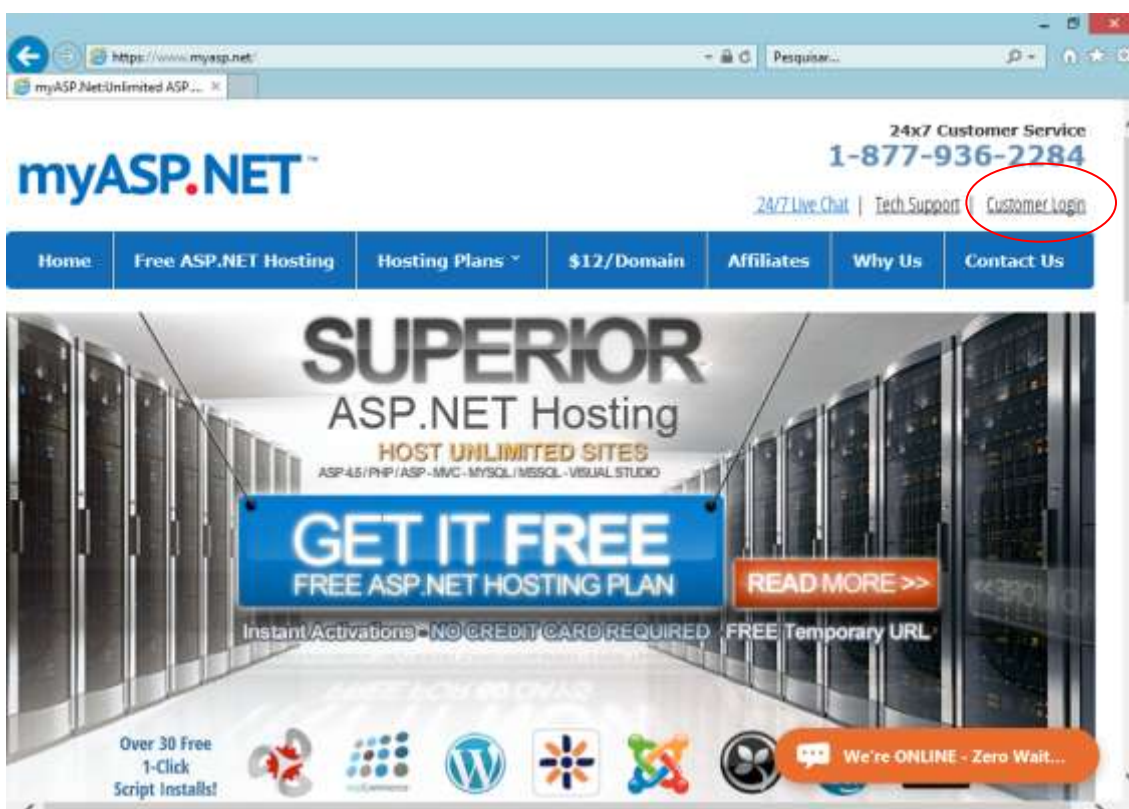 https://www.myasp.net/
Pesquisar...
myASP.Net:Unlimited ASP ...
24x7 Customer Service
1-877-936-2284
myASP.NET
24/7 Live Chat | Tech Support | Customer Login
Home Free ASP.NET Hosting Hosting Plans $12/Domain Affiliates Why Us Contact Us
SUPERIOR
ASP.NET Hosting
HOST UNLIMITED SITES
ASP 4.5 / PHP / ASP - MVC - MYSQL / MSSQL - VISUAL STUDIO
GET IT FREE
FREE ASP.NET HOSTING PLAN
READ MORE >>
Instant Activations - NO CREDIT CARD REQUIRED FREE Temporary URL
Over 30 Free
1-Click
Script Installs!
We're ONLINE - Zero Wait...